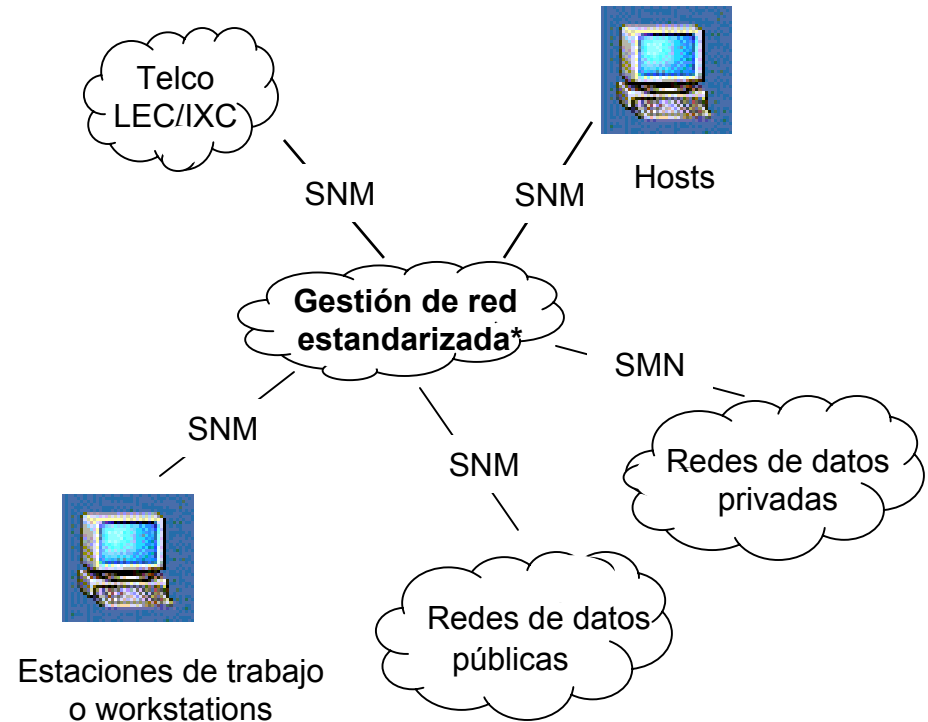 Telco
LEC/IXC
Hosts
SNM
SNM
Gestión de red
estandarizada*
SMN
SNM
SNM
Redes de datos
privadas
Redes de datos
públicas
Estaciones de trabajo
o workstations